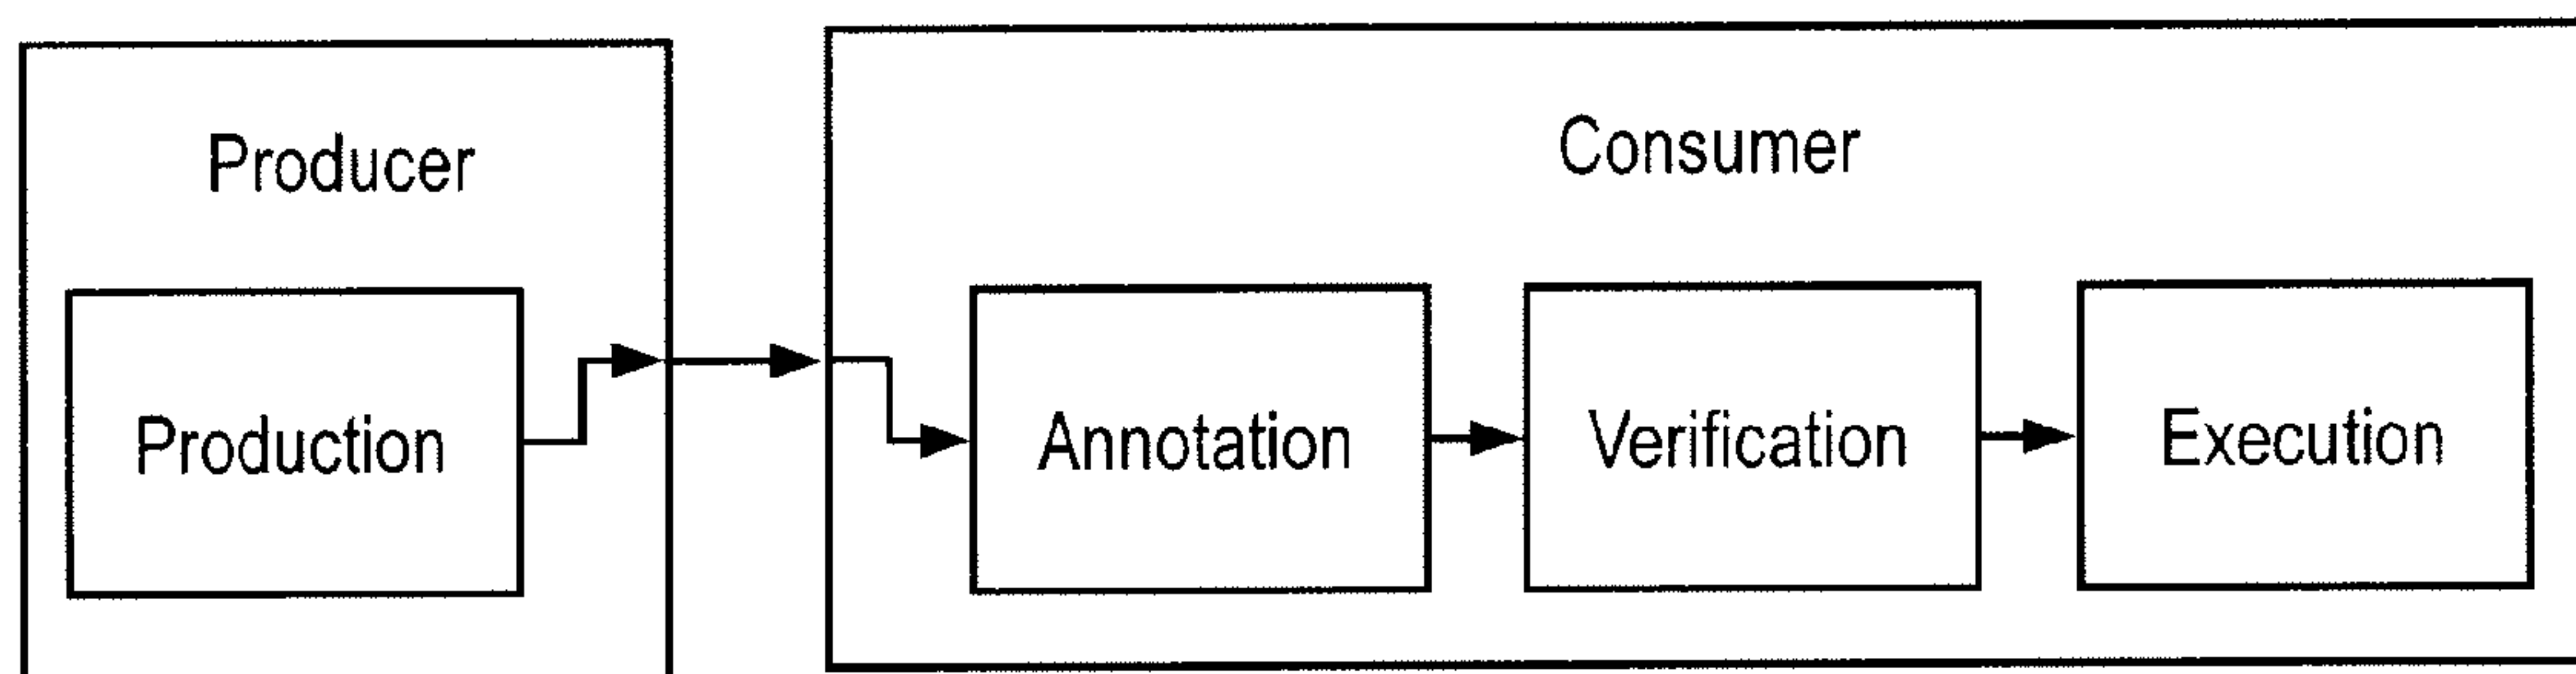 Producer
Consumer
Production
Annotation
Verification
Execution